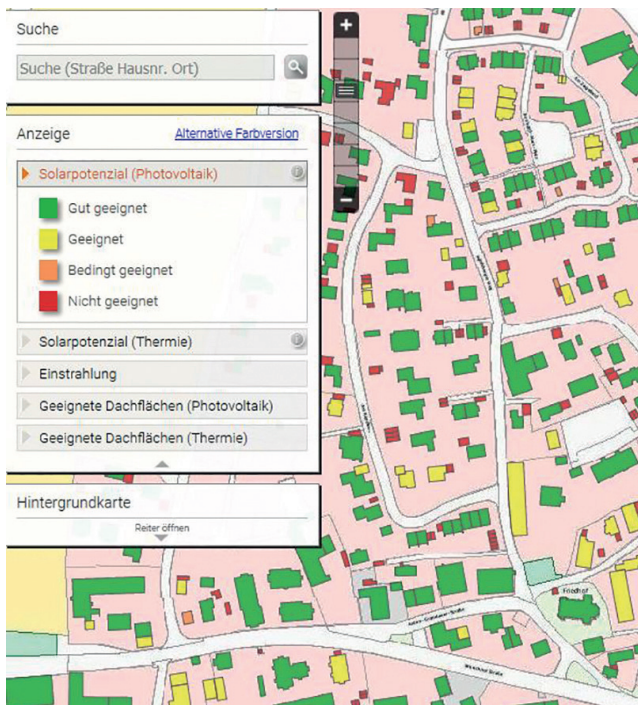 Suche
Suche (Straße Hausnr. Ort)
Anzeige
Alternative Farbversion
Solarpotenzial (Photovoltaik)
Gut geeignet
Geeignet
Bedingt geeignet
Nicht geeignet
Solarpotenzial (Thermie)
Einstrahlung
Geeignete Dachflächen (Photovoltaik)
Geeignete Dachflächen (Thermie)
Hintergrundkarte
Reiter öffnen
Friedhof